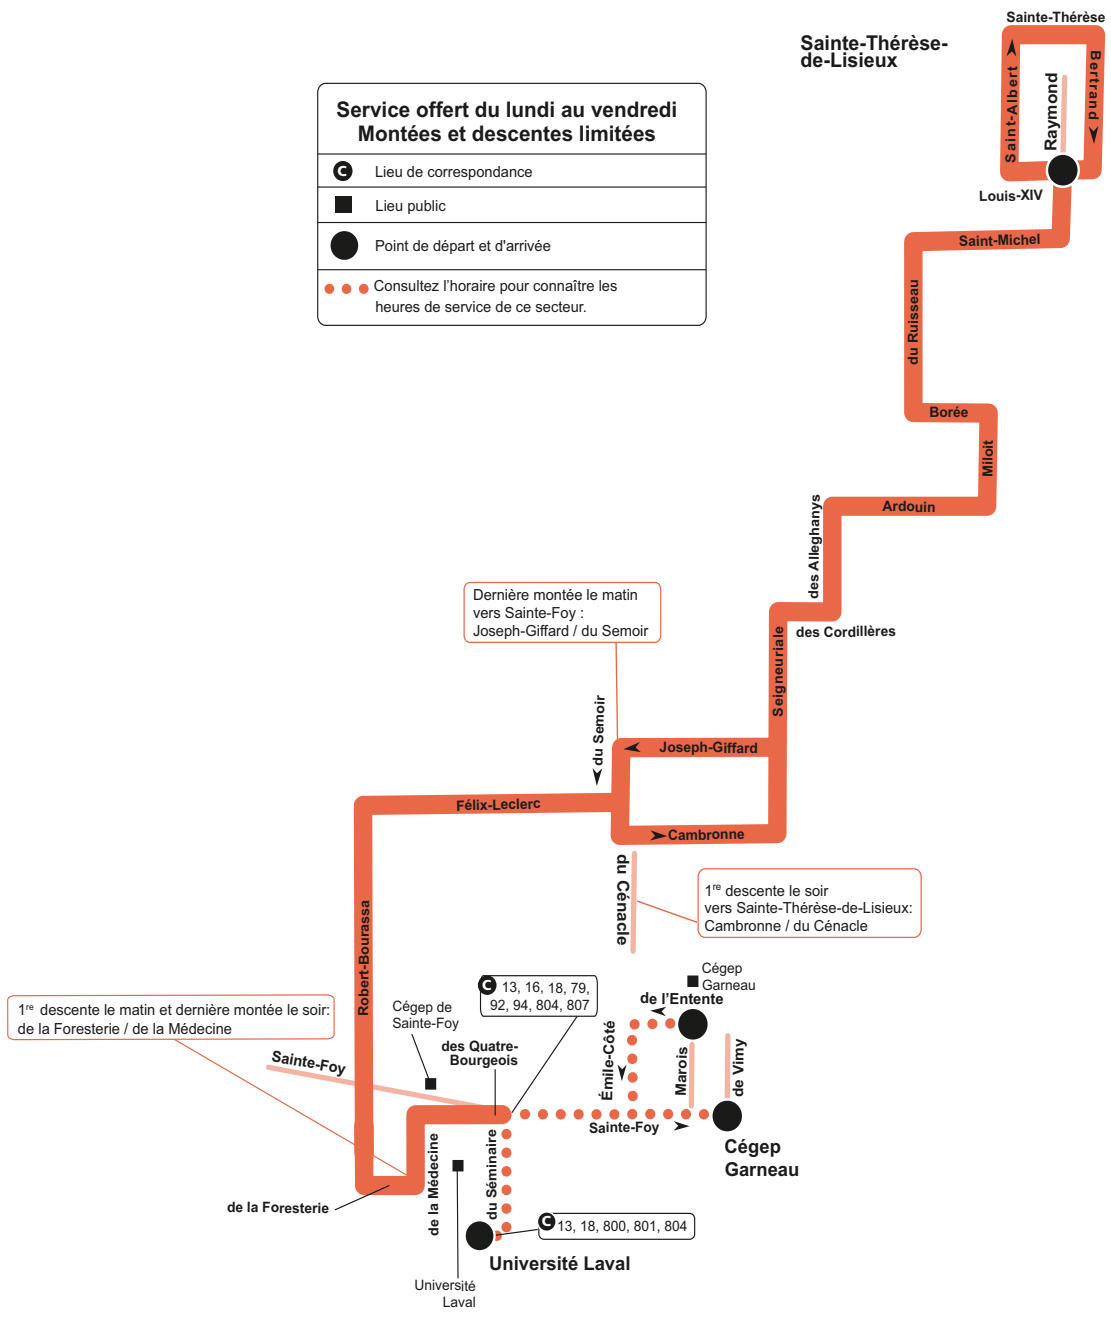 Sainte-Thérèse
Sainte-Thérèse-
de-Lisieux
Saint-Albert
Raymond
Bertrand
Louis-XIV
Service offert du lundi au vendredi
Montées et descentes limitées
C Lieu de correspondance
Lieu public
Point de départ et d'arrivée
Consultez l'horaire pour connaître les
heures de service de ce secteur.
Saint-Michel
du Ruisseau
Borée
Miloit
Ardouin
des Alleghanys
des Cordillères
Seigneuriale
Dernière montée le matin
vers Sainte-Foy :
Joseph-Giffard / du Semoir
du Semoir
Joseph-Giffard
Félix-Leclerc
Cambronne
du Cénacle
1re descente le soir
vers Sainte-Thérèse-de-Lisieux:
Cambronne / du Cénacle
Robert-Bourassa
1re descente le matin et dernière montée le soir:
de la Foresterie / de la Médecine
Sainte-Foy
Cégep de
Sainte-Foy
C 13, 16, 18, 79,
92, 94, 804, 807
des Quatre-
Bourgeois
Cégep
Garneau
de l'Entente
Émile-Côté
Marois
de Vimy
Sainte-Foy
Cégep
Garneau
de la Médecine
du Séminaire
de la Foresterie
C 13, 18, 800, 801, 804
Université Laval
Université
Laval